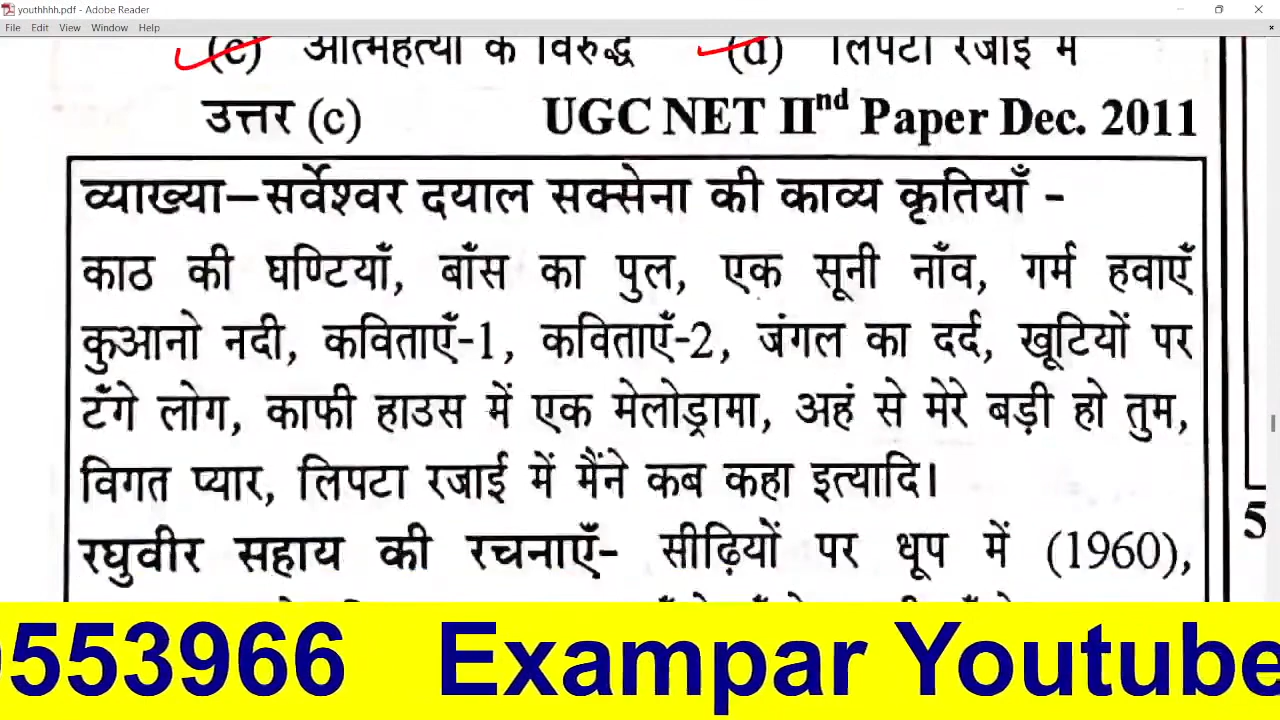 youthhhh.pdf - Adobe Reader
File Edit View Window Help
(c) आत्महत्या के विरुद्ध (d) लिपटा रजाई में
उत्तर (c) UGC NET IInd Paper Dec. 2011
व्याख्या–सर्वेश्वर दयाल सक्सेना की काव्य कृतियाँ -
काठ की घण्टियाँ, बाँस का पुल, एक सूनी नाँव, गर्म हवाएँ
कुआनो नदी, कविताएँ-1, कविताएँ-2, जंगल का दर्द, खूटियों पर
टँगे लोग, काफी हाउस में एक मेलोड्रामा, अहं से मेरे बड़ी हो तुम,
विगत प्यार, लिपटा रजाई में मैंने कब कहा इत्यादि।
रघुवीर सहाय की रचनाएँ- सीढ़ियों पर धूप में (1960),
5
553966 Exampar Youtube